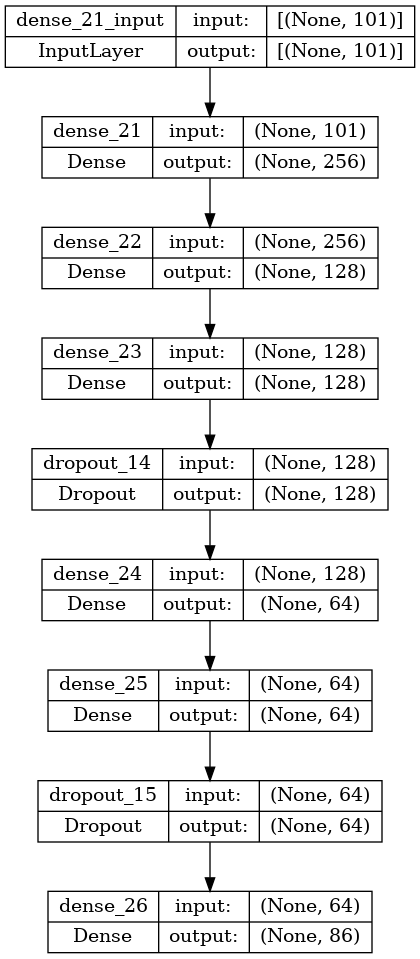 dense_21_input input: [(None, 101)]
InputLayer output: [(None, 101)]
dense_21 input: (None, 101)
Dense output: (None, 256)
dense_22 input: (None, 256)
Dense output: (None, 128)
dense_23 input: (None, 128)
Dense output: (None, 128)
dropout_14 input: (None, 128)
Dropout output: (None, 128)
dense_24 input: (None, 128)
Dense output: (None, 64)
dense_25 input: (None, 64)
Dense output: (None, 64)
dropout_15 input: (None, 64)
Dropout output: (None, 64)
dense_26 input: (None, 64)
Dense output: (None, 86)